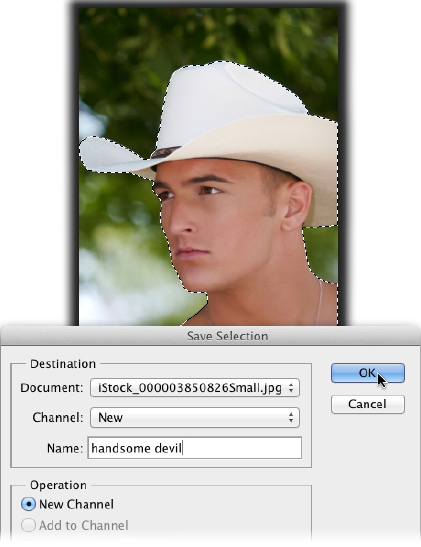 Save Selection
Destination
Document: iStock_000003850826Small.jpg
OK
Channel: New
Cancel
Name: handsome devil
Operation
New Channel
Add to Channel